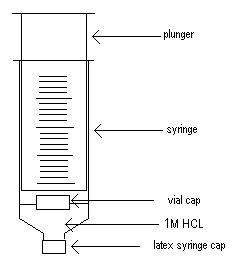 plunger
syringe
vial cap
1M HCL
latex syringe cap